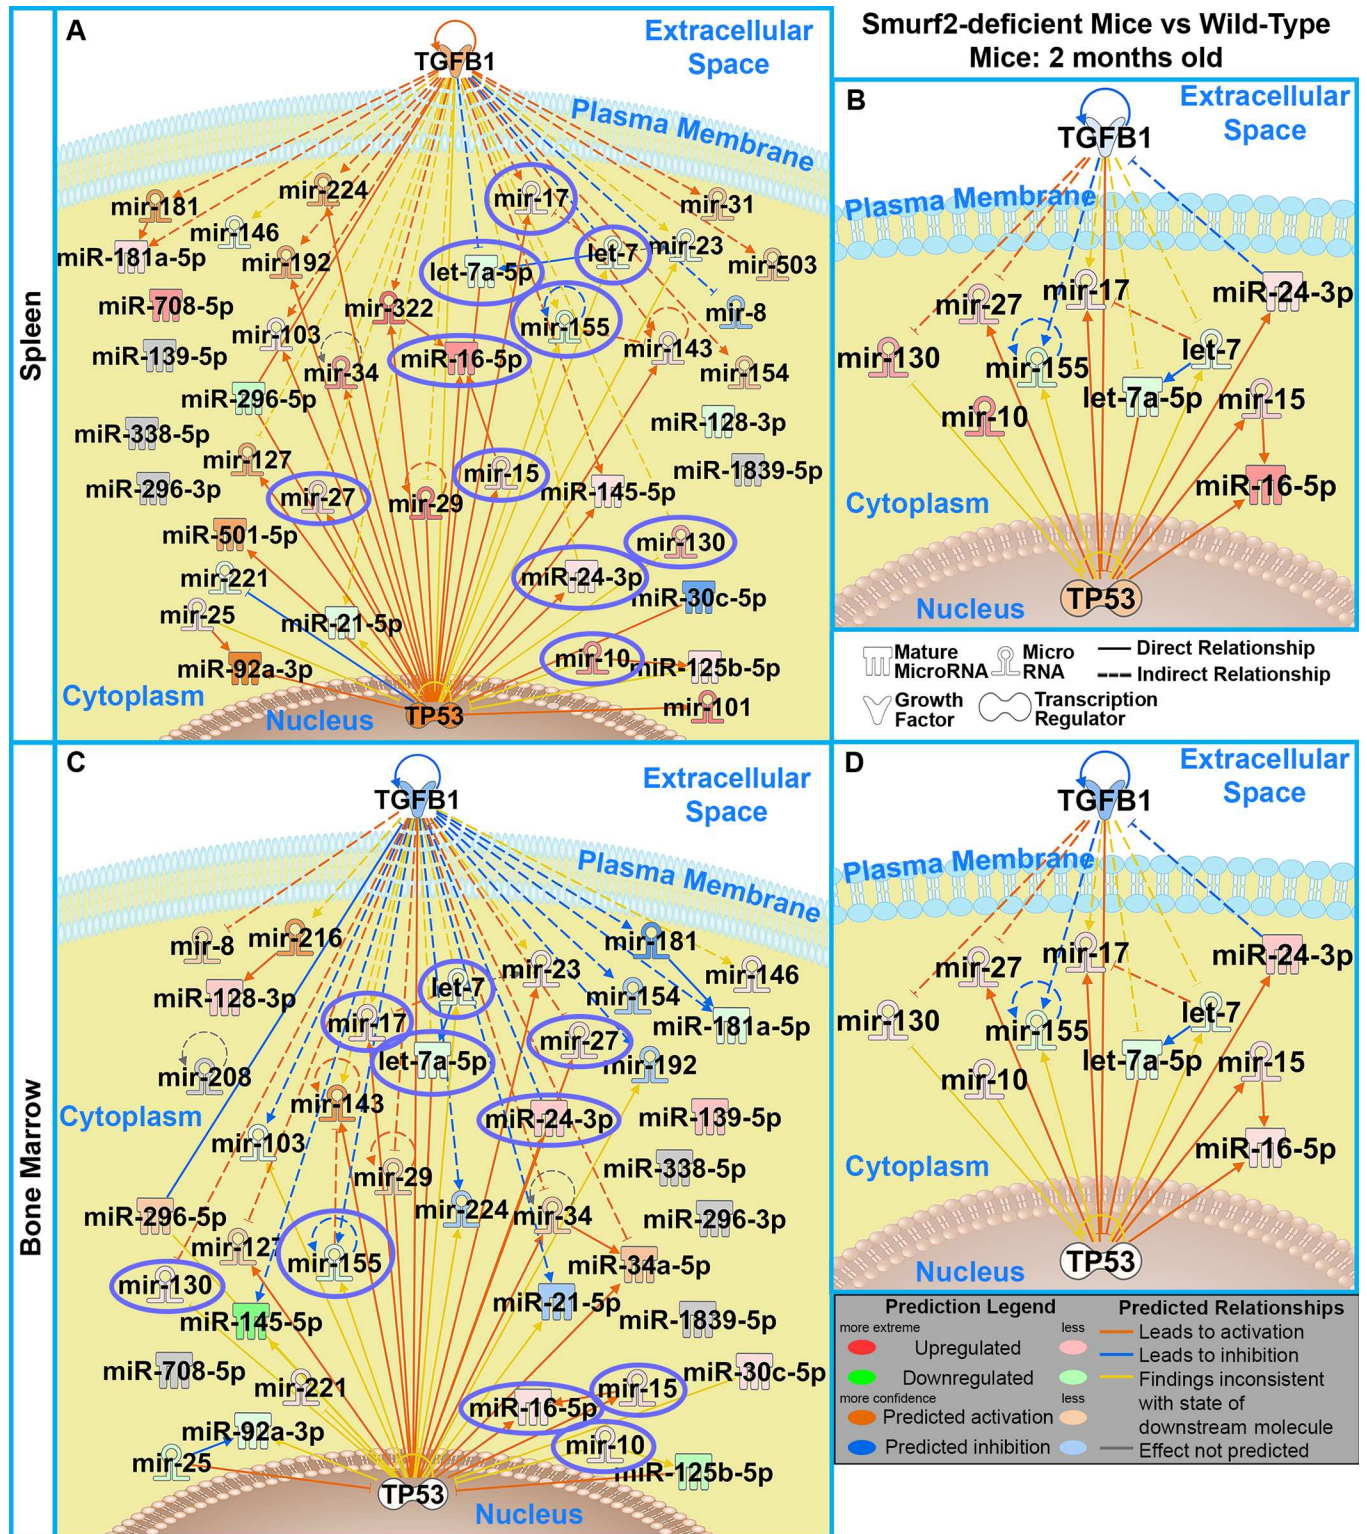 Smurf2-deficient Mice vs Wild-Type
Mice: 2 months old
Spleen
A
Extracellular
Space
TGFB1
Plasma Membrane
mir-181
mir-224
mir-17
mir-31
miR-181a-5p
mir-146
mir-192
let-7a-5p
let-7
mir-23
mir-503
miR-708-5p
mir-322
mir-8
mir-103
mir-155
miR-139-5p
mir-34
miR-16-5p
mir-143
mir-154
miR-296-5p
miR-128-3p
miR-338-5p
mir-127
mir-15
miR-1839-5p
miR-296-3p
mir-27
mir-29
miR-145-5p
miR-501-5p
mir-130
mir-221
miR-24-3p
miR-30c-5p
mir-25
miR-21-5p
miR-92a-3p
mir-10
miR-125b-5p
Cytoplasm
TP53
mir-101
Nucleus
B
Extracellular
Space
TGFB1
Plasma Membrane
mir-27
mir-17
miR-24-3p
mir-130
mir-155
let-7
let-7a-5p
mir-15
mir-10
miR-16-5p
Cytoplasm
TP53
Nucleus
Mature
MicroRNA
Micro
RNA
Direct Relationship
Indirect Relationship
Growth
Factor
Transcription
Regulator
Bone Marrow
C
Extracellular
Space
TGFB1
Plasma Membrane
mir-8
mir-216
mir-181
mir-23
mir-146
miR-128-3p
let-7
mir-154
mir-17
miR-181a-5p
mir-27
let-7a-5p
mir-192
mir-208
mir-143
Cytoplasm
miR-24-3p
miR-139-5p
mir-103
mir-29
miR-338-5p
miR-296-5p
mir-224
mir-34
miR-296-3p
mir-127
mir-155
miR-34a-5p
mir-130
miR-145-5p
miR-21-5p
miR-1839-5p
miR-708-5p
mir-221
mir-15
miR-30c-5p
miR-16-5p
miR-92a-3p
mir-10
mir-25
miR-125b-5p
TP53
Nucleus
D
Extracellular
Space
TGFB1
Plasma Membrane
mir-27
mir-17
miR-24-3p
mir-130
mir-155
let-7
let-7a-5p
mir-15
mir-10
miR-16-5p
Cytoplasm
TP53
Nucleus
Prediction Legend
more extreme
less
Upregulated
Downregulated
more confidence
less
Predicted activation
Predicted inhibition
Predicted Relationships
Leads to activation
Leads to inhibition
Findings inconsistent
with state of
downstream molecule
Effect not predicted